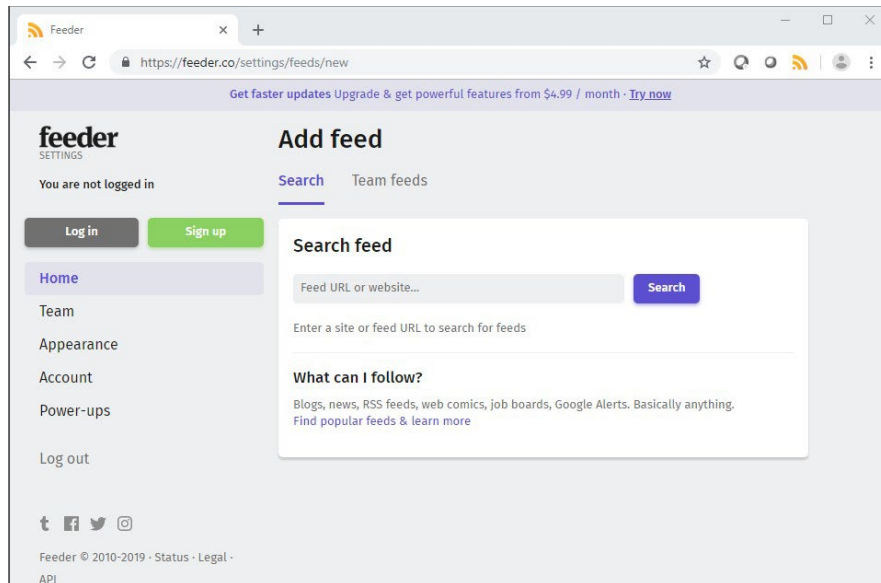 Feeder
https://feeder.co/settings/feeds/new
Get faster updates Upgrade & get powerful features from $4.99 / month · Try now
feeder
SETTINGS
You are not logged in
Log in
Sign up
Home
Team
Appearance
Account
Power-ups
Log out
Feeder © 2010-2019 · Status · Legal ·
API
Add feed
Search
Team feeds
Search feed
Feed URL or website...
Search
Enter a site or feed URL to search for feeds
What can I follow?
Blogs, news, RSS feeds, web comics, job boards, Google Alerts. Basically anything.
Find popular feeds & learn more